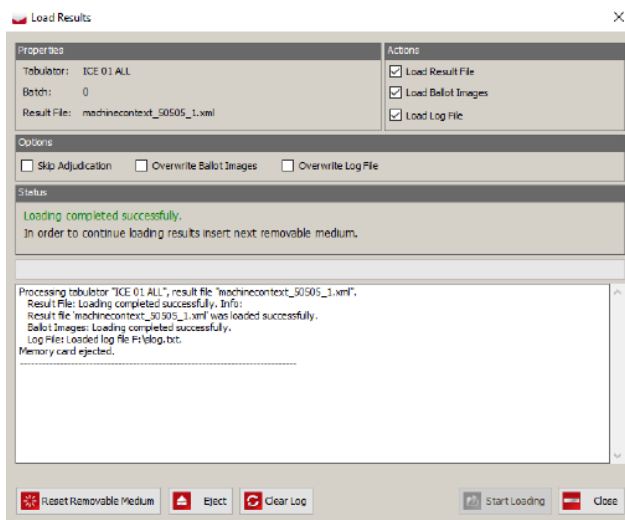 Load Results
Properties
Tabulator: ICE 01 ALL
Batch: 0
Result File: machinecontext_50505_1.xml
Actions
Load Result File
Load Ballot Images
Load Log File
Options
Skip Adjudication Overwrite Ballot Images Overwrite Log File
Status
Loading completed successfully.
In order to continue loading results insert next removable medium.
Processing tabulator "ICE 01 ALL", result file "machinecontext_50505_1.xml".
Result File: Loading completed successfully. Info:
Result file 'machinecontext_50505_1.xml' was loaded successfully.
Ballot Images: Loading completed successfully.
Log File: Loaded log file F:\slog.txt.
Memory card ejected.
--------------------------------------------------------------------------------
Reset Removable Medium Eject Clear Log Start Loading Close